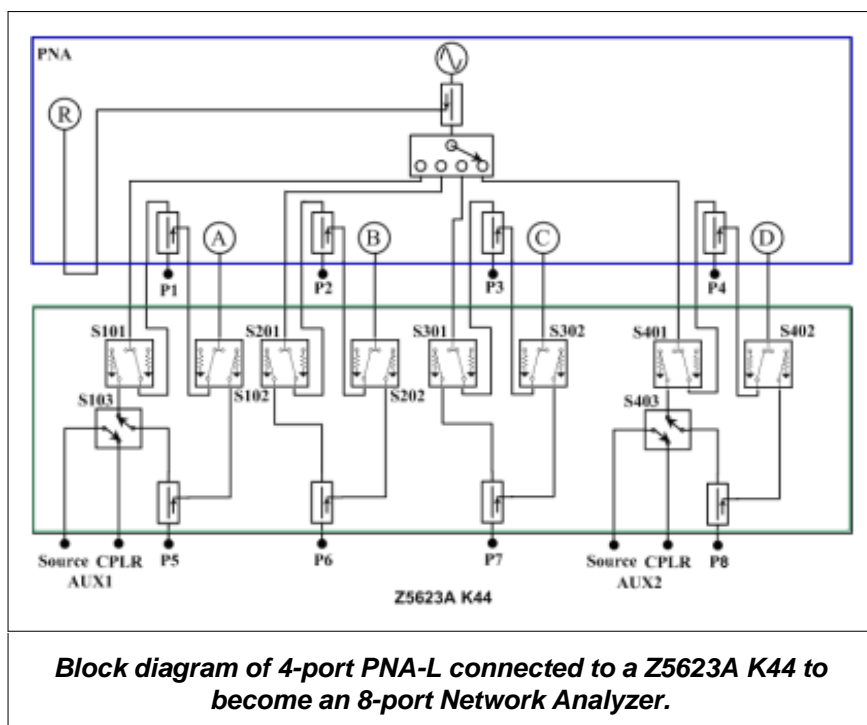 PNA
R
A
B
C
D
P1
P2
P3
P4
S101
S201
S301
S302
S401
S402
S103
S102
S202
S403
Source CPLR P5
P6
P7
Source CPLR P8
AUX1
AUX2
Z5623A K44
Block diagram of 4-port PNA-L connected to a Z5623A K44 to
become an 8-port Network Analyzer.